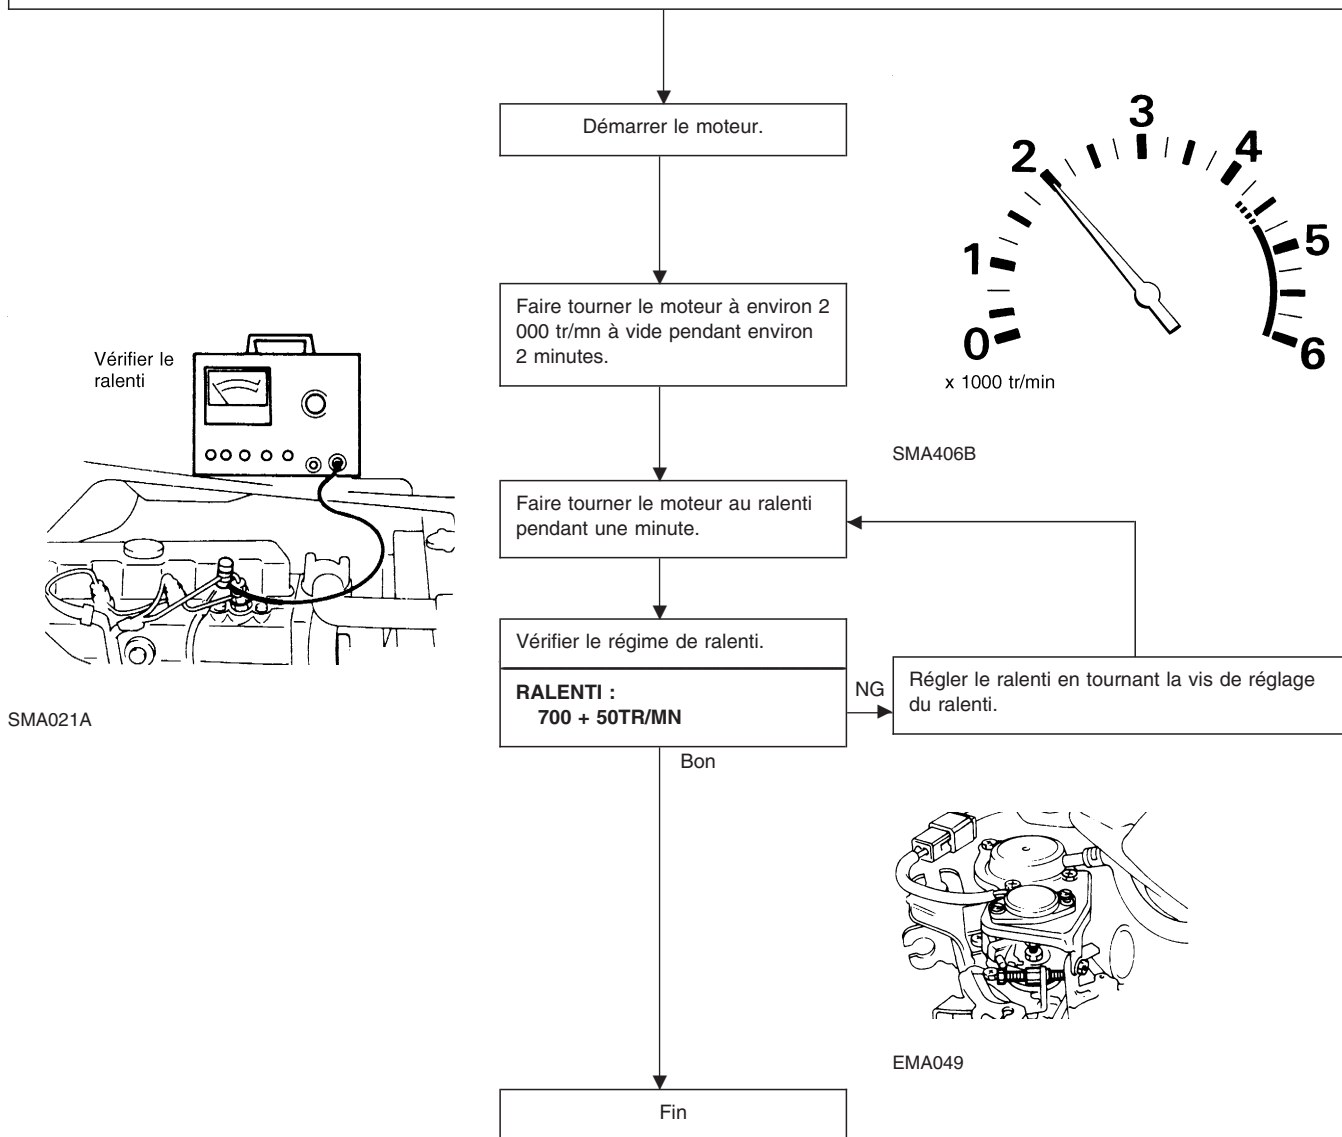 Démarrer le moteur.
0
1
2
3
4
5
6
x 1000 tr/min
SMA406B
Faire tourner le moteur à environ 2
000 tr/mn à vide pendant environ
2 minutes.
Vérifier le
ralenti
SMA021A
Faire tourner le moteur au ralenti
pendant une minute.
Vérifier le régime de ralenti.
RALENTI :
700 + 50TR/MN
NG
Régler le ralenti en tournant la vis de réglage
du ralenti.
Bon
EMA049
Fin